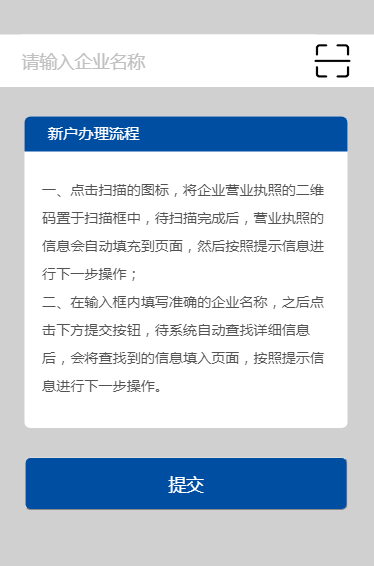 请输入企业名称
新户办理流程
一、点击扫描的图标，将企业营业执照的二维
码置于扫描框中，待扫描完成后，营业执照的
信息会自动填充到页面，然后按照提示信息进
行下一步操作；
二、在输入框内填写准确的企业名称，之后点
击下方提交按钮，待系统自动查找详细信息
后，会将查找到的信息填入页面，按照提示信
息进行下一步操作。
提交